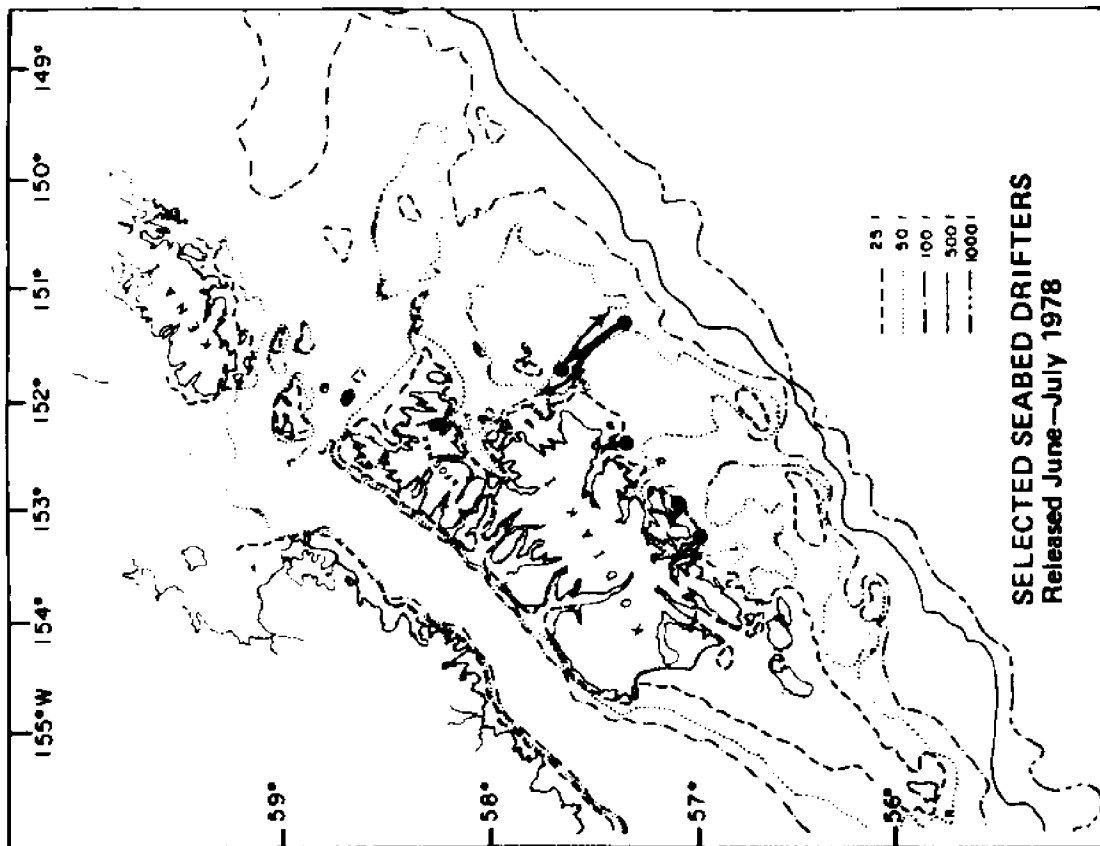 155°W 154° 153° 152° 151° 150° 149°
59°
58°
57°
56°
25 f
50 f
100 f
500 f
1000 f
SELECTED SEABED DRIFTERS
Released June–July 1978